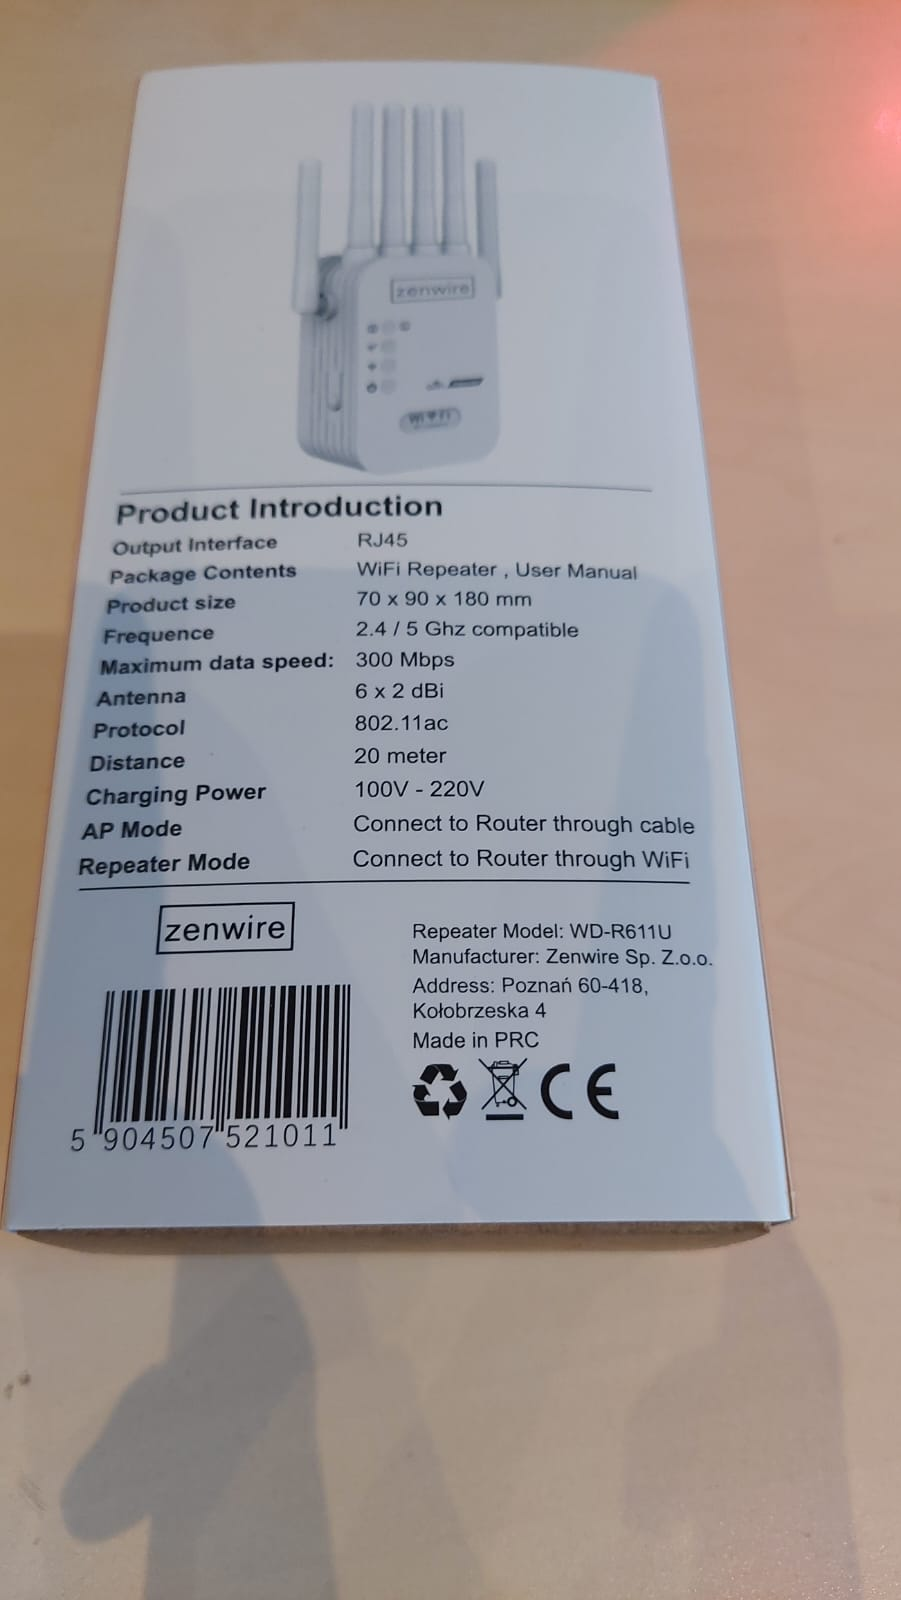 zenwire
WiFi
Product Introduction
Output Interface RJ45
Package Contents WiFi Repeater , User Manual
Product size 70 x 90 x 180 mm
Frequence 2.4 / 5 Ghz compatible
Maximum data speed: 300 Mbps
Antenna 6 x 2 dBi
Protocol 802.11ac
Distance 20 meter
Charging Power 100V - 220V
AP Mode Connect to Router through cable
Repeater Mode Connect to Router through WiFi
zenwire
Repeater Model: WD-R611U
Manufacturer: Zenwire Sp. Z.o.o.
Address: Poznań 60-418,
Kołobrzeska 4
Made in PRC
CE
5 904507 521011